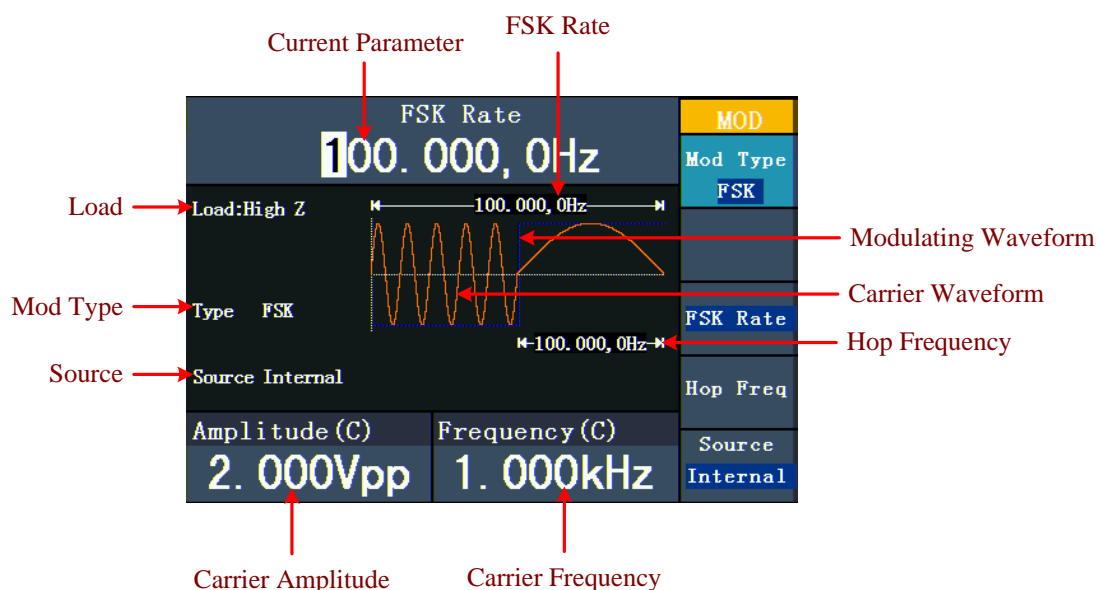 FSK Rate
Current Parameter
FSK Rate
100.000,0Hz
MOD
Mod Type
FSK
Load
Load:High Z
100.000,0Hz
Modulating Waveform
Carrier Waveform
Mod Type
Type FSK
FSK Rate
100.000,0Hz
Hop Frequency
Source
Source Internal
Hop Freq
Amplitude(C)
Frequency(C)
Source
2.000Vpp
1.000kHz
Internal
Carrier Amplitude
Carrier Frequency